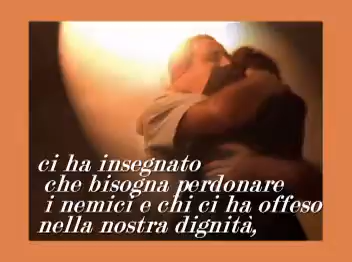 ci ha insegnato
che bisogna perdonare
i nemici e chi ci ha offeso
nella nostra dignità,